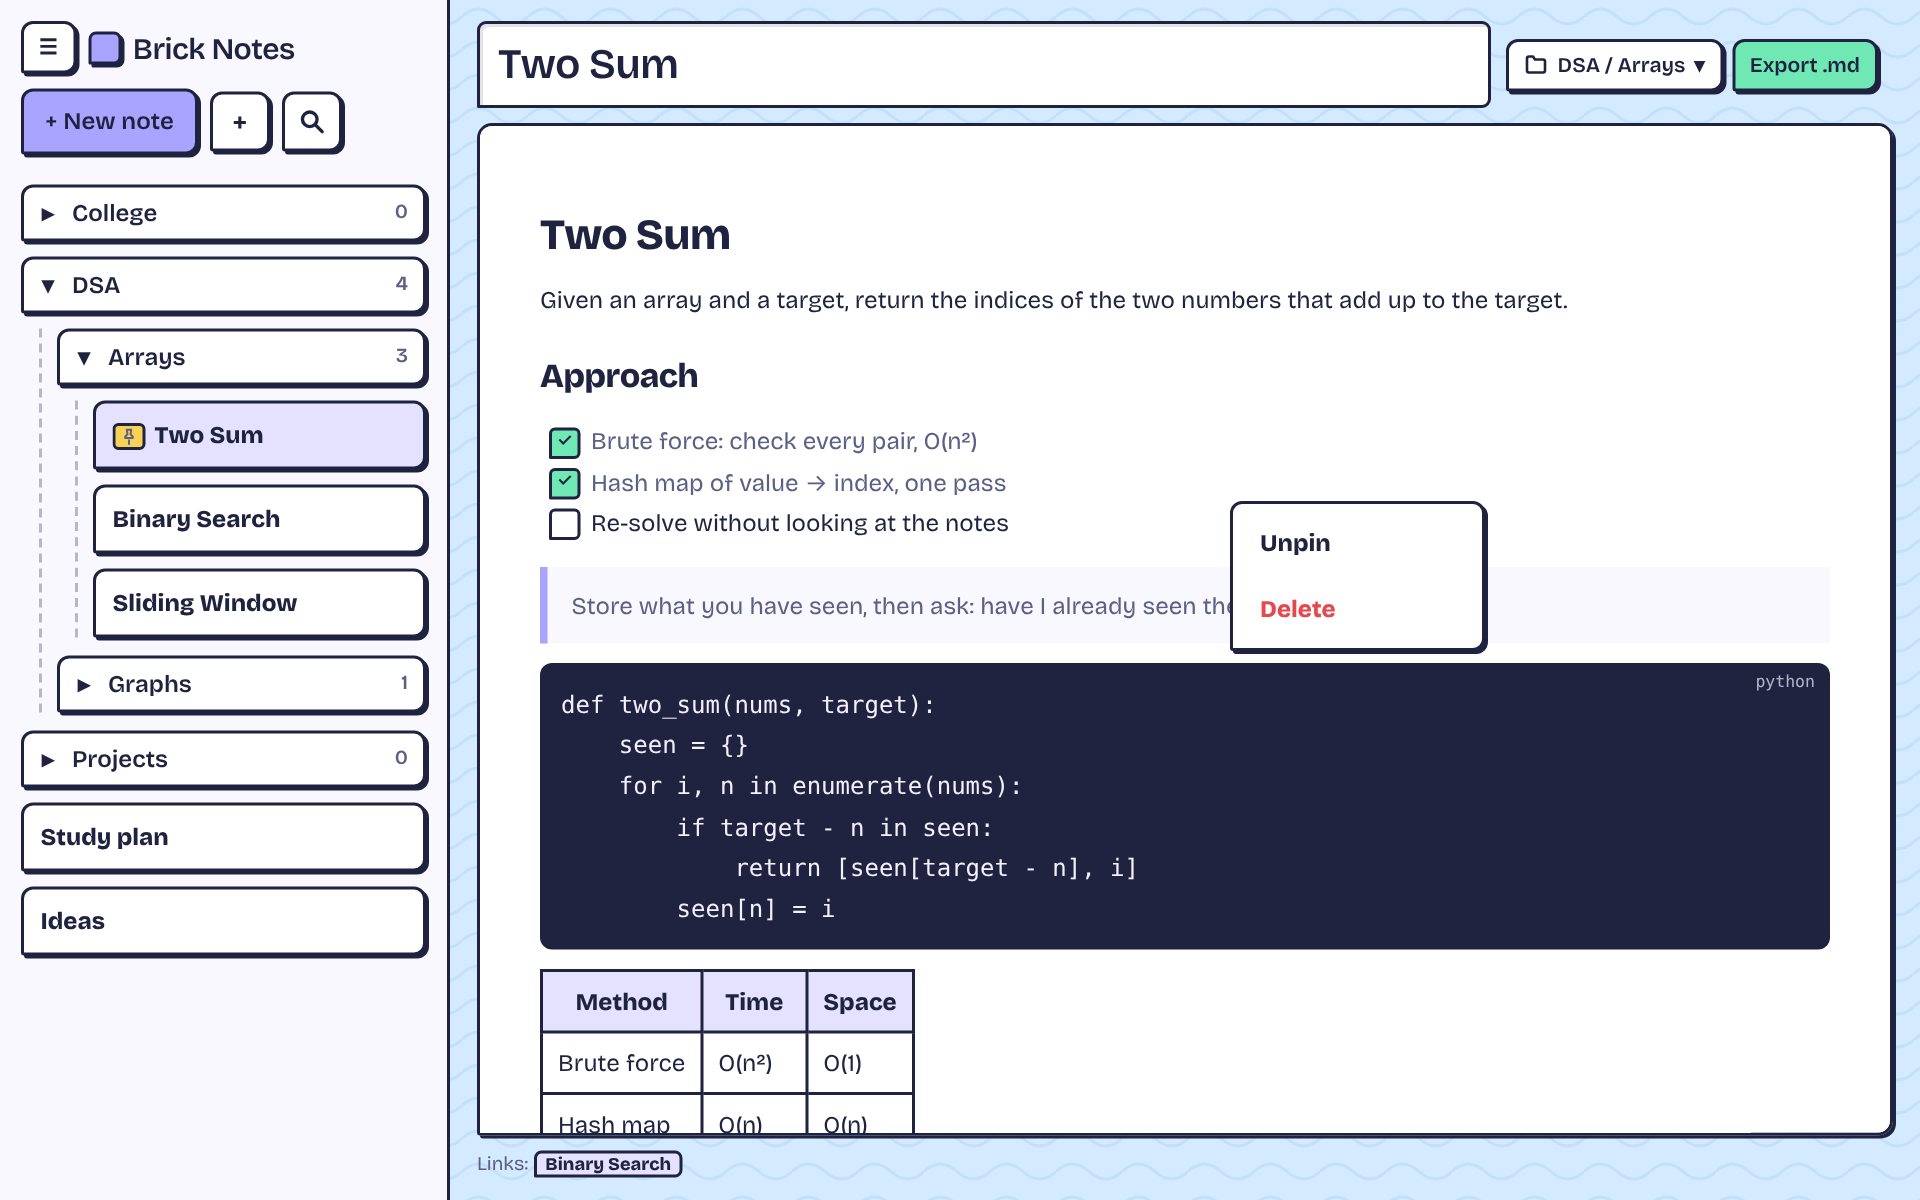 ☰ Brick Notes
+ New note +
▶ College 0
▼ DSA 4
▼ Arrays 3
Two Sum
Binary Search
Sliding Window
▶ Graphs 1
▶ Projects 0
Study plan
Ideas
Two Sum
DSA / Arrays ▼
Export .md
Two Sum
Given an array and a target, return the indices of the two numbers that add up to the target.
Approach
Brute force: check every pair, O(n²)
Hash map of value → index, one pass
Re-solve without looking at the notes
Store what you have seen, then ask: have I already seen the
Unpin
Delete
python
def two_sum(nums, target):
    seen = {}
    for i, n in enumerate(nums):
        if target - n in seen:
            return [seen[target - n], i]
        seen[n] = i
Method Time Space
Brute force O(n²) O(1)
Hash map O(n) O(n)
Links: Binary Search